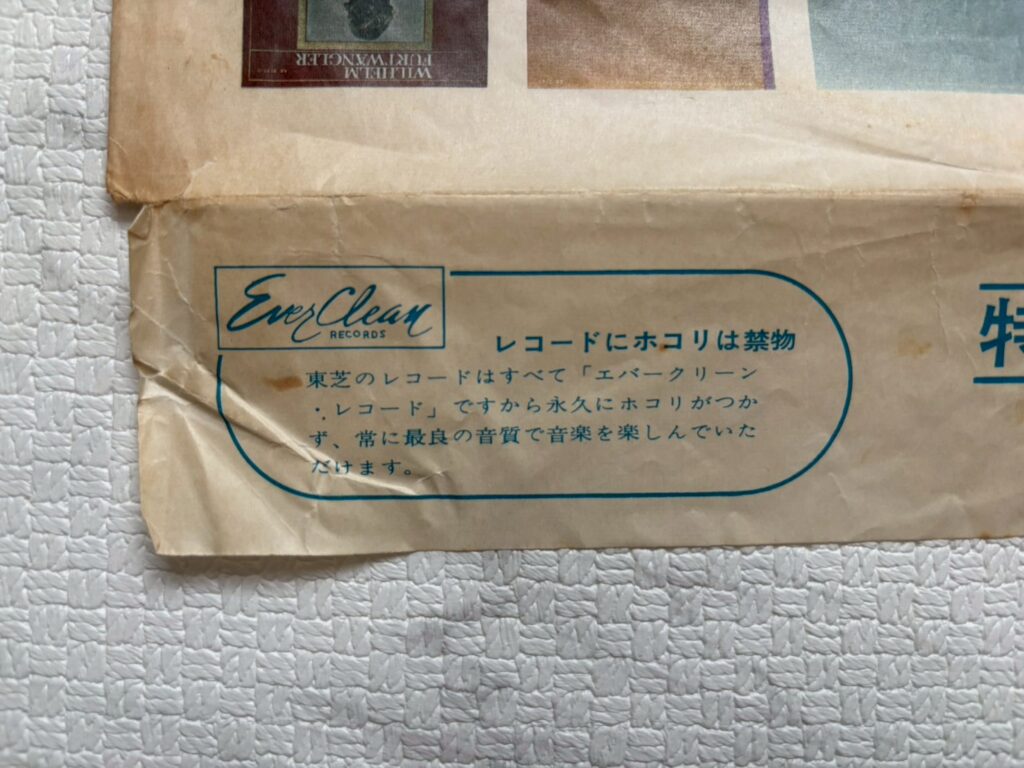 WILHELM
FURTWÄNGLER
Ever Clean
RECORDS
レコードにホコリは禁物
東芝のレコードはすべて「エバークリーン
・レコード」ですから永久にホコリがつか
ず、常に最良の音質で音楽を楽しんでいた
だけます。
特